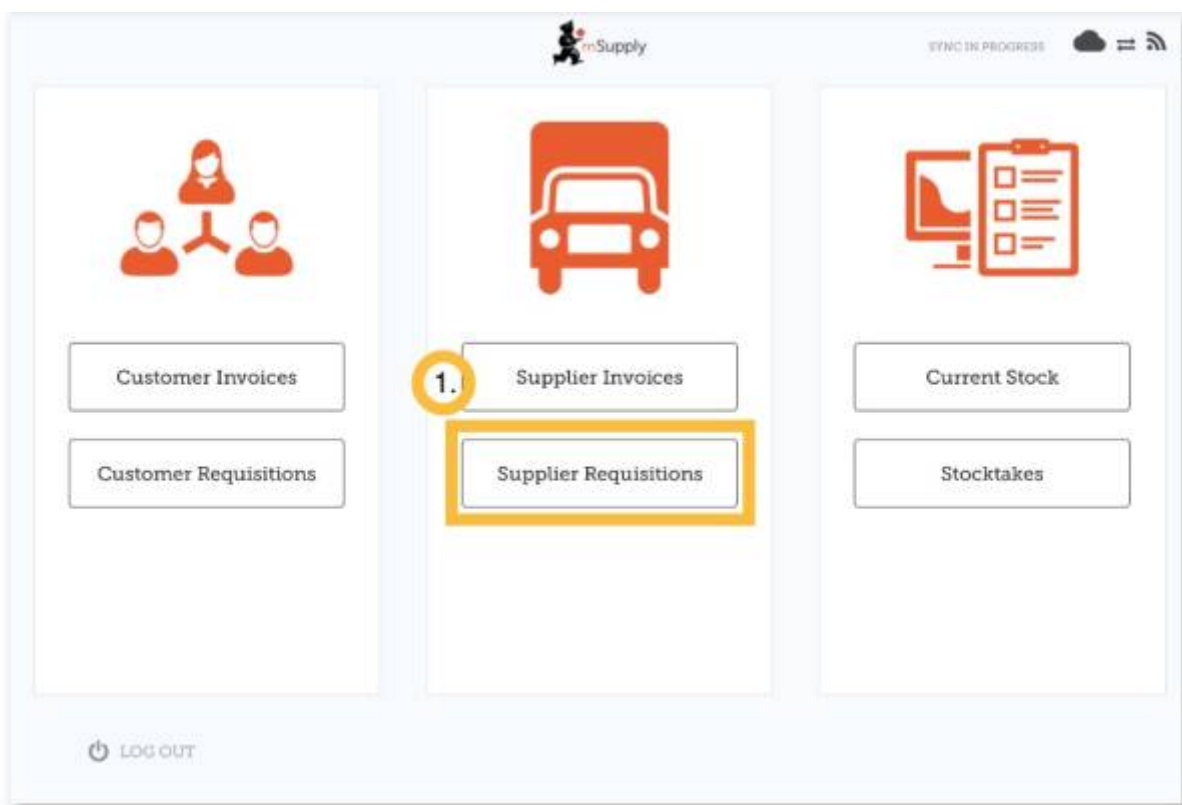 mSupply
SYNC IN PROGRESS
Customer Invoices
Customer Requisitions
1.
Supplier Invoices
Supplier Requisitions
Current Stock
Stocktakes
LOG OUT